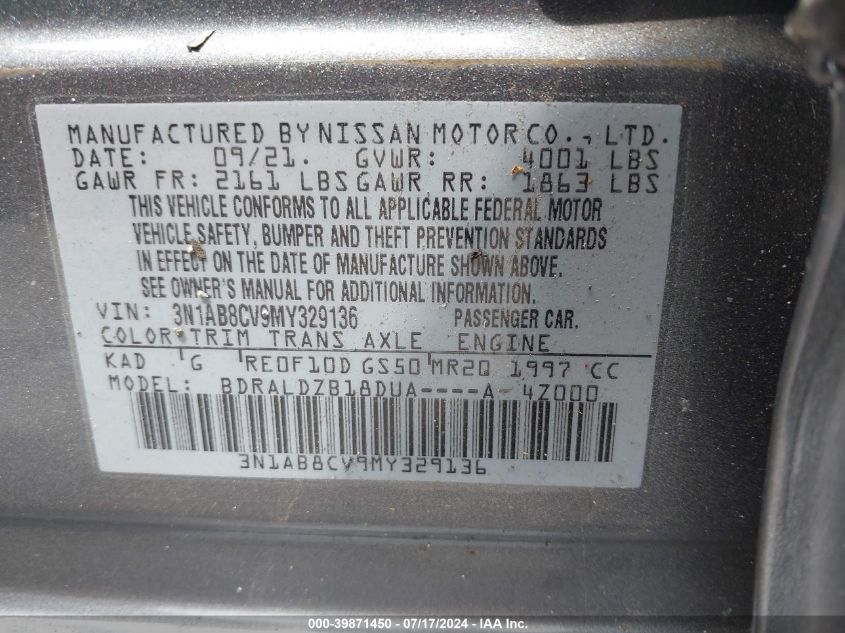 MANUFACTURED BY NISSAN MOTOR CO., LTD.
DATE: 09/21. GVWR: 4001 LBS
GAWR FR: 2161 LBS GAWR RR: 1863 LBS
THIS VEHICLE CONFORMS TO ALL APPLICABLE FEDERAL MOTOR
VEHICLE SAFETY, BUMPER AND THEFT PREVENTION STANDARDS
IN EFFECT ON THE DATE OF MANUFACTURE SHOWN ABOVE.
SEE OWNER'S MANUAL FOR ADDITIONAL INFORMATION.
VIN: 3N1AB8CV9MY329136 PASSENGER CAR.
COLOR TRIM TRANS AXLE ENGINE
KAD G RE0F10D GS50 MR20 1997 CC
MODEL: BDRALDZB18DUA----A-4Z000
3N1AB8CV9MY329136
000-39871450 - 07/17/2024 - IAA Inc.